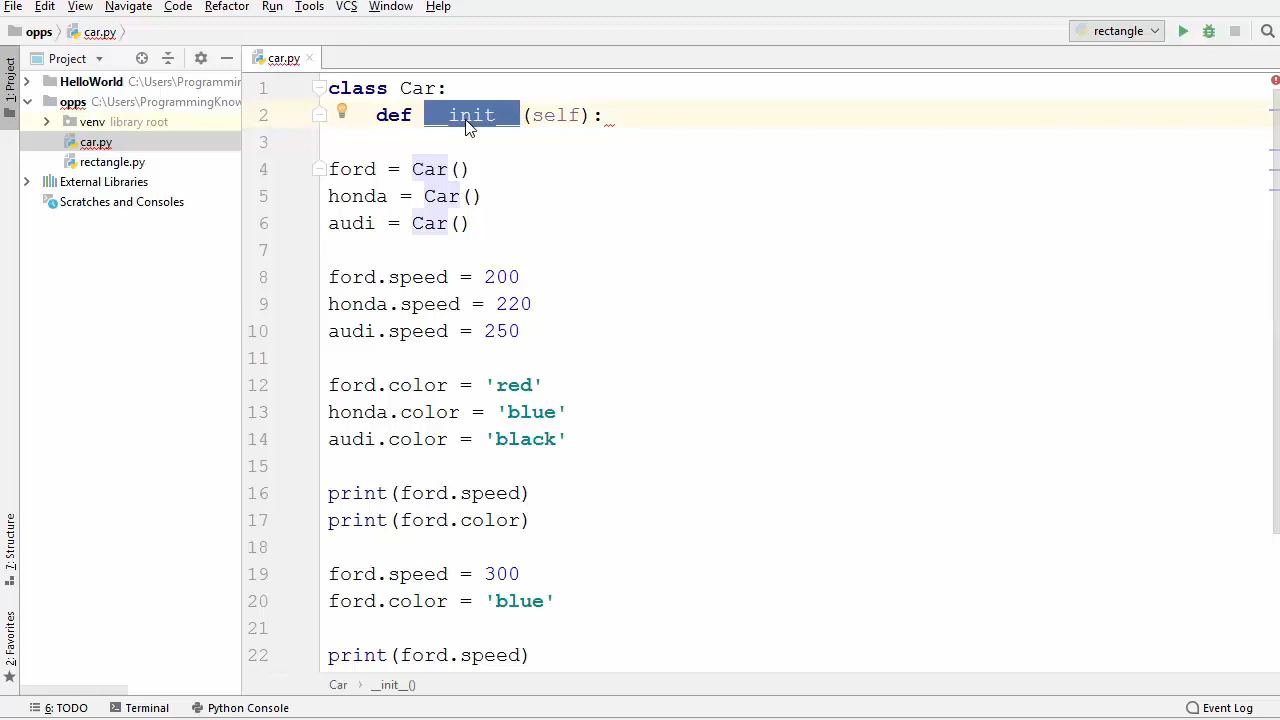 File Edit View Navigate Code Refactor Run Tools VCS Window Help
opps car.py rectangle
1: Project
Project
car.py
HelloWorld C:\Users\Programmin
opps C:\Users\ProgrammingKnow
venv library root
car.py
rectangle.py
External Libraries
Scratches and Consoles
1 class Car:
2 def __init__(self):
3
4 ford = Car()
5 honda = Car()
6 audi = Car()
7
8 ford.speed = 200
9 honda.speed = 220
10 audi.speed = 250
11
12 ford.color = 'red'
13 honda.color = 'blue'
14 audi.color = 'black'
15
16 print(ford.speed)
17 print(ford.color)
18
19 ford.speed = 300
20 ford.color = 'blue'
21
22 print(ford.speed)
7: Structure
2: Favorites
Car __init__()
6: TODO Terminal Python Console Event Log